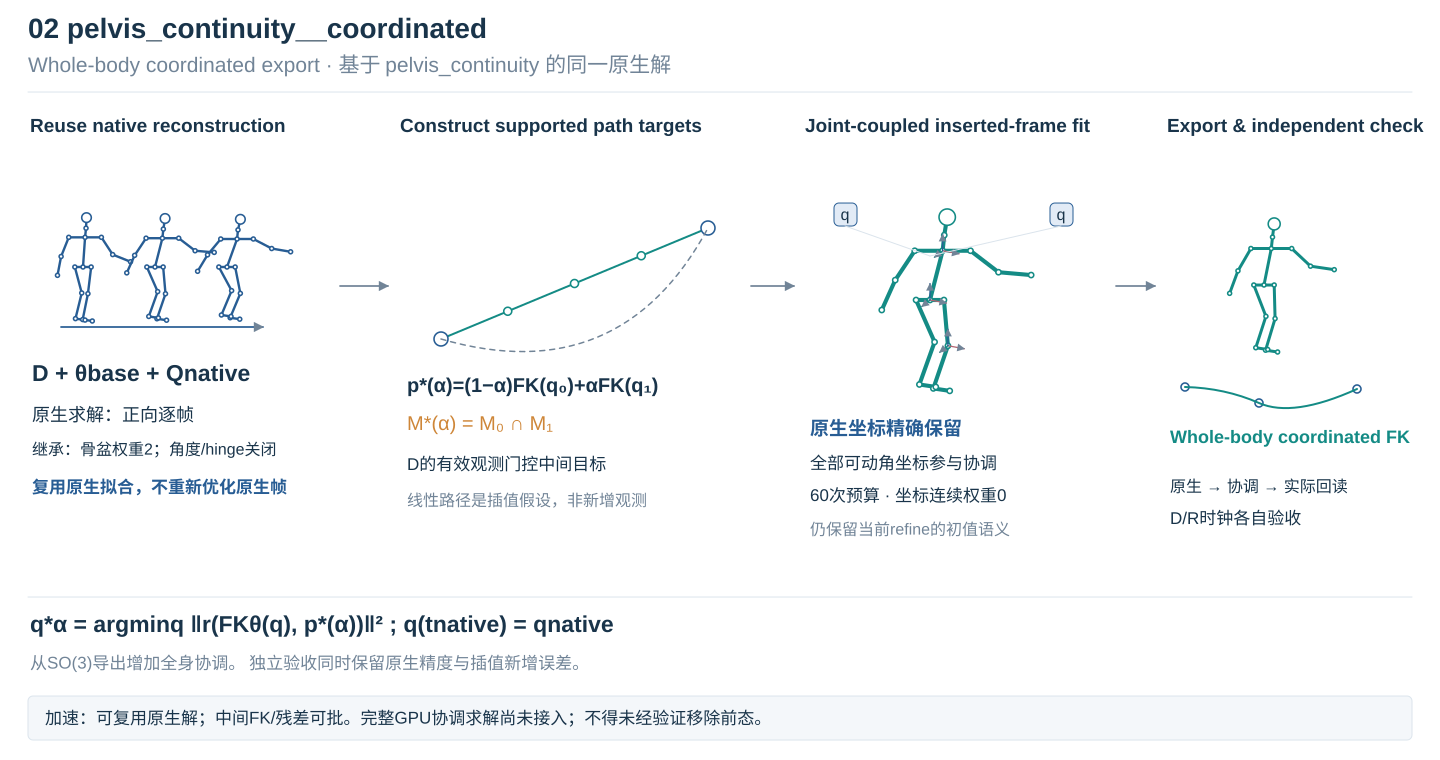 02 pelvis_continuity__coordinated
Whole-body coordinated export · 基于 pelvis_continuity 的同一原生解
Reuse native reconstruction
D + θbase + Qnative
原生求解：正向逐帧
继承：骨盆权重2；角度/hinge关闭
复用原生拟合，不重新优化原生帧
Construct supported path targets
p*(α)=(1−α)FK(q₀)+αFK(q₁)
M*(α) = M₀ ∩ M₁
D的有效观测门控中间目标
线性路径是插值假设，非新增观测
Joint-coupled inserted-frame fit
q
q
原生坐标精确保留
全部可动角坐标参与协调
60次预算 · 坐标连续权重0
仍保留当前refine的初值语义
Export & independent check
Whole-body coordinated FK
原生 → 协调 → 实际回读
D/R时钟各自验收
q*α = argminq ‖r(FKθ(q), p*(α))‖² ; q(tnative) = qnative
从SO(3)导出增加全身协调。 独立验收同时保留原生精度与插值新增误差。
加速：可复用原生解；中间FK/残差可批。完整GPU协调求解尚未接入；不得未经验证移除前态。